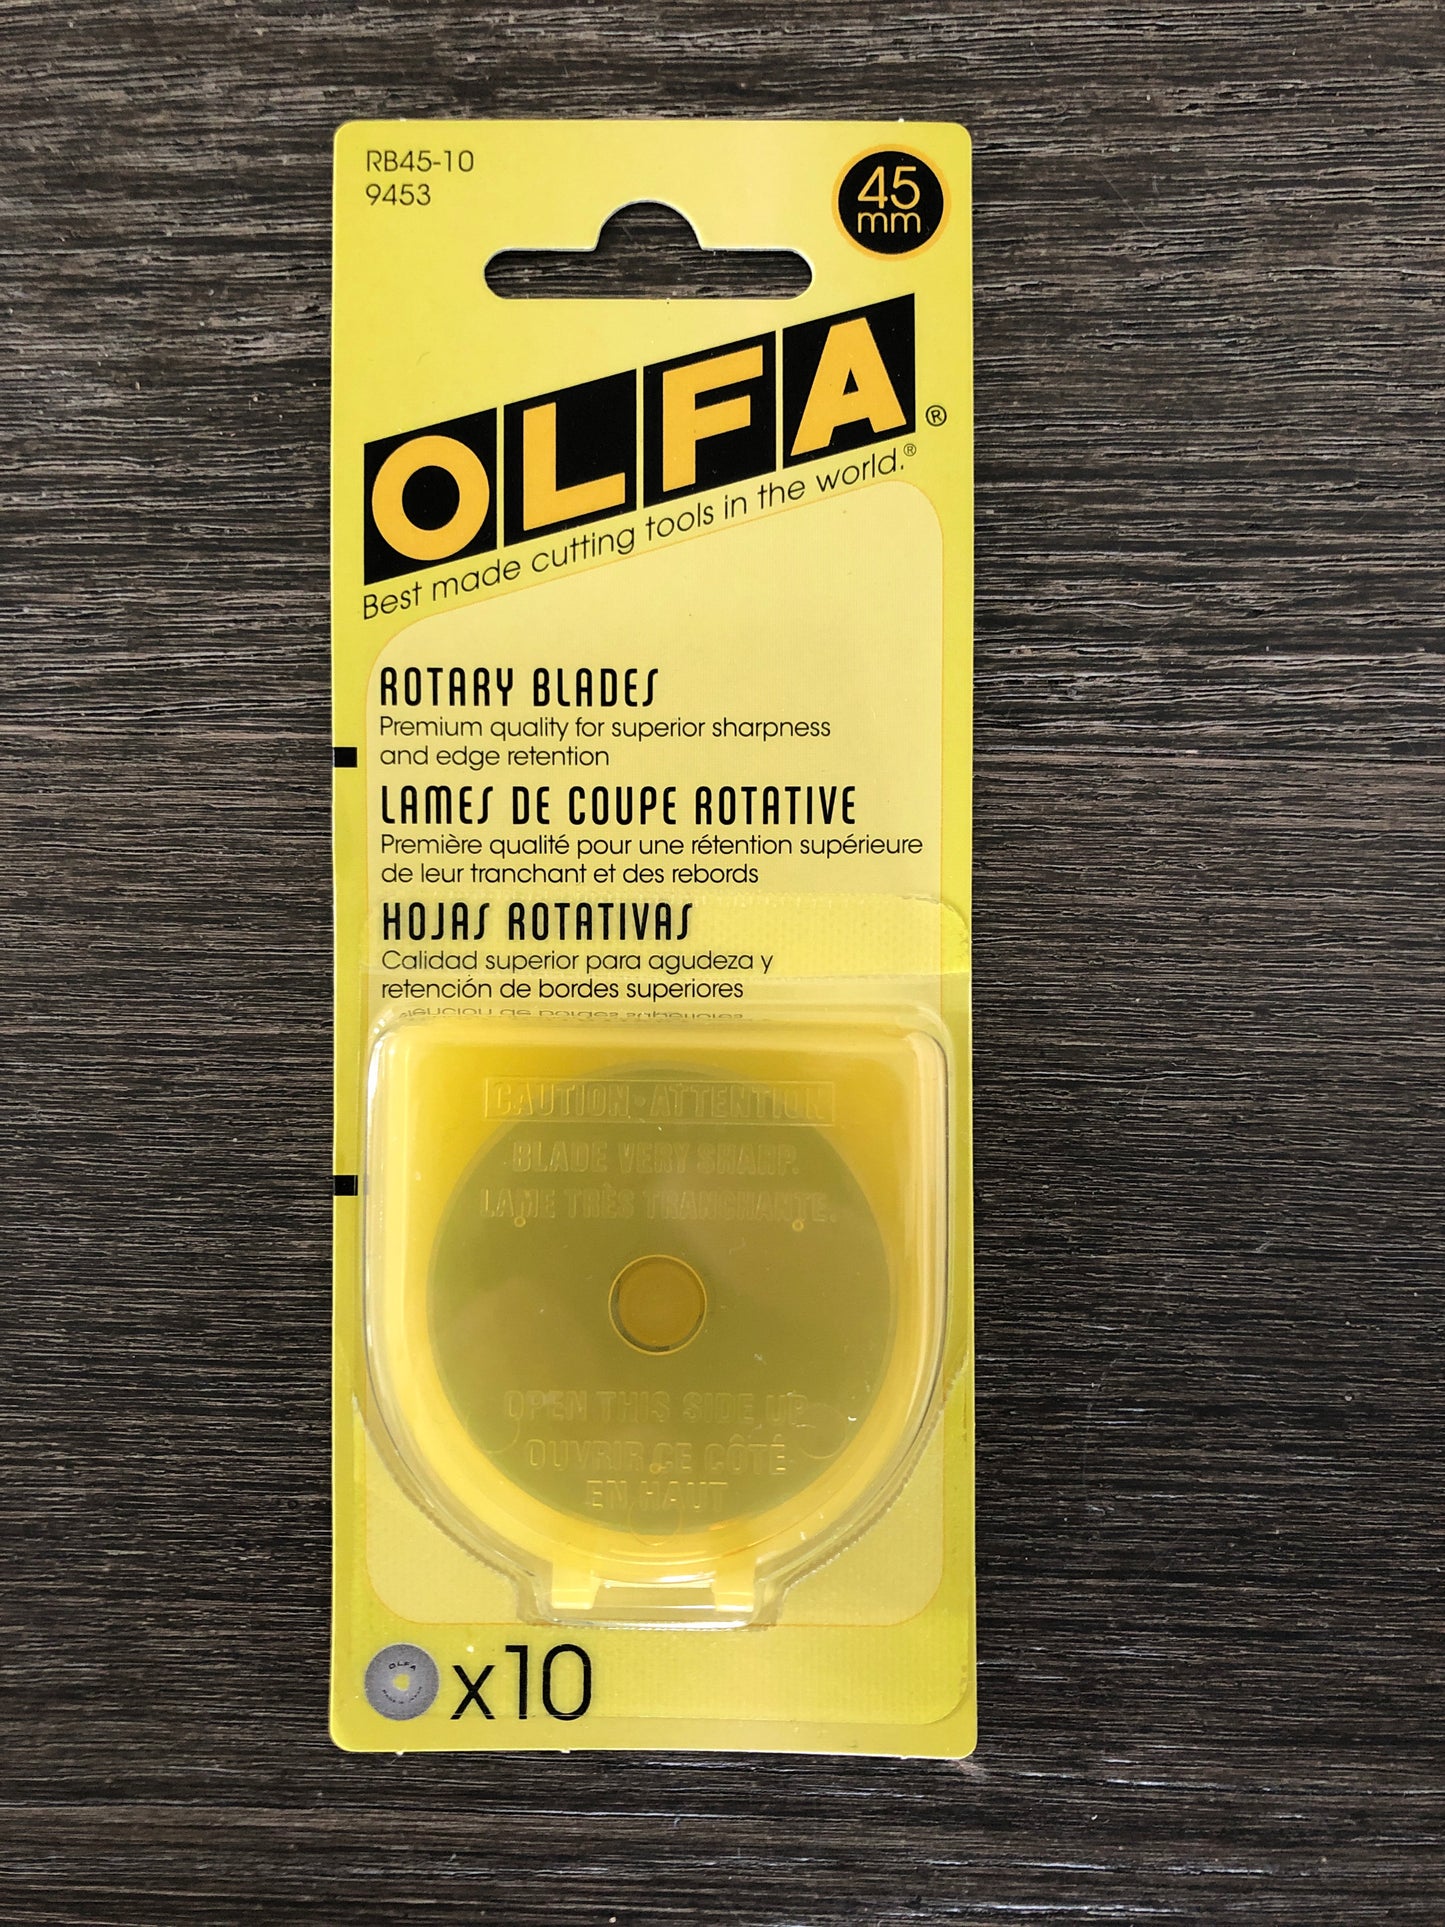 RB45-10
9453
45
mm
OLFA®
Best made cutting tools in the world.®
ROTARY BLADES
Premium quality for superior sharpness
and edge retention
LAMES DE COUPE ROTATIVE
Première qualité pour une rétention supérieure
de leur tranchant et des rebords
HOJAS ROTATIVAS
Calidad superior para agudeza y
retención de bordes superiores
CAUTION · ATTENTION
BLADE VERY SHARP.
LAME TRÈS TRANCHANTE.
OPEN THIS SIDE UP
OUVRIR CE CÔTÉ
EN HAUT
OLFA
x10